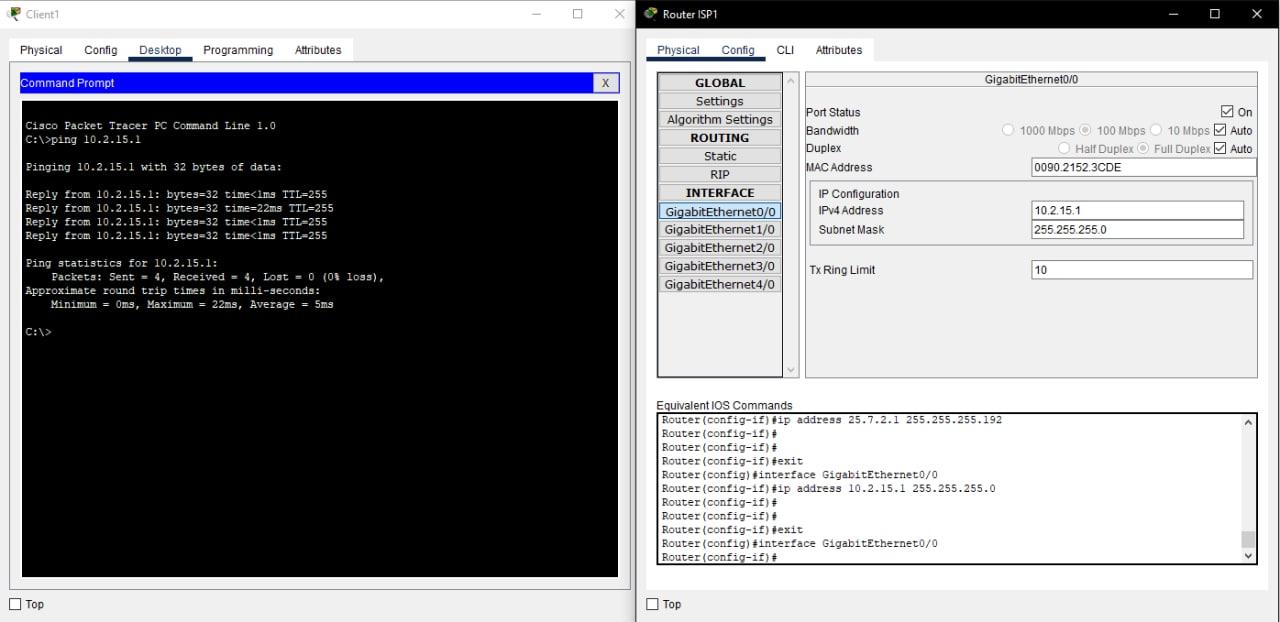 Client1
Physical Config Desktop Programming Attributes
Command Prompt X
Cisco Packet Tracer PC Command Line 1.0
C:\>ping 10.2.15.1
Pinging 10.2.15.1 with 32 bytes of data:
Reply from 10.2.15.1: bytes=32 time<1ms TTL=255
Reply from 10.2.15.1: bytes=32 time=22ms TTL=255
Reply from 10.2.15.1: bytes=32 time<1ms TTL=255
Reply from 10.2.15.1: bytes=32 time<1ms TTL=255
Ping statistics for 10.2.15.1:
Packets: Sent = 4, Received = 4, Lost = 0 (0% loss),
Approximate round trip times in milli-seconds:
Minimum = 0ms, Maximum = 22ms, Average = 5ms
C:\>
Top
Router ISP1
Physical Config CLI Attributes
GLOBAL
Settings
Algorithm Settings
ROUTING
Static
RIP
INTERFACE
GigabitEthernet0/0
GigabitEthernet1/0
GigabitEthernet2/0
GigabitEthernet3/0
GigabitEthernet4/0
GigabitEthernet0/0
Port Status On
Bandwidth 1000 Mbps 100 Mbps 10 Mbps Auto
Duplex Half Duplex Full Duplex Auto
MAC Address 0090.2152.3CDE
IP Configuration
IPv4 Address 10.2.15.1
Subnet Mask 255.255.255.0
Tx Ring Limit 10
Equivalent IOS Commands
Router(config-if)#ip address 25.7.2.1 255.255.255.192
Router(config-if)#
Router(config-if)#
Router(config-if)#exit
Router(config)#interface GigabitEthernet0/0
Router(config-if)#ip address 10.2.15.1 255.255.255.0
Router(config-if)#
Router(config-if)#
Router(config-if)#exit
Router(config)#interface GigabitEthernet0/0
Router(config-if)#
Top